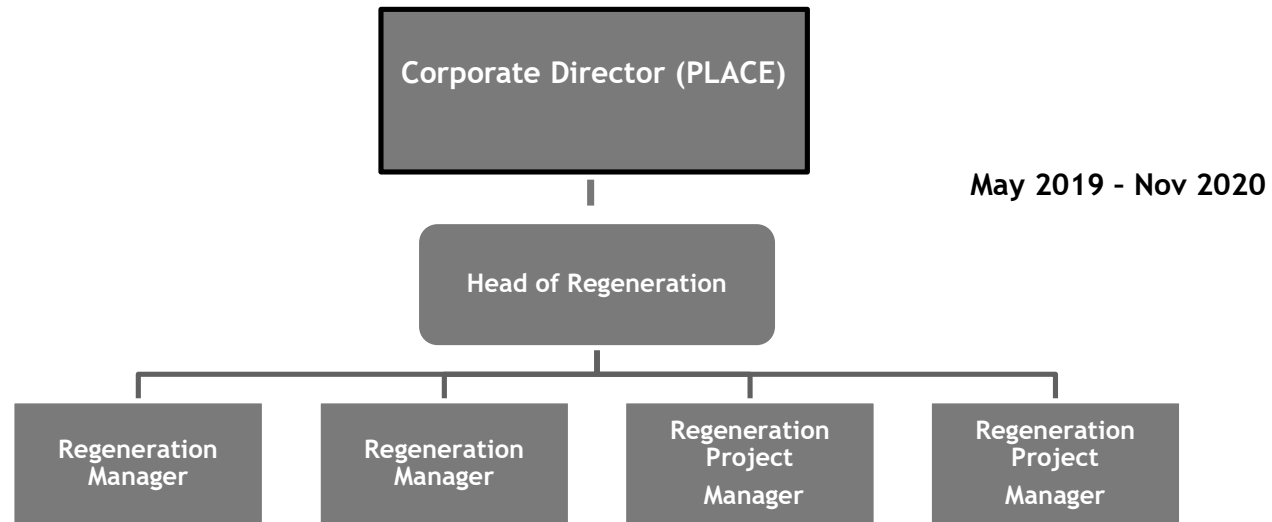 Corporate Director (PLACE)
May 2019 – Nov 2020
Head of Regeneration
Regeneration
Manager
Regeneration
Manager
Regeneration
Project
Manager
Regeneration
Project
Manager